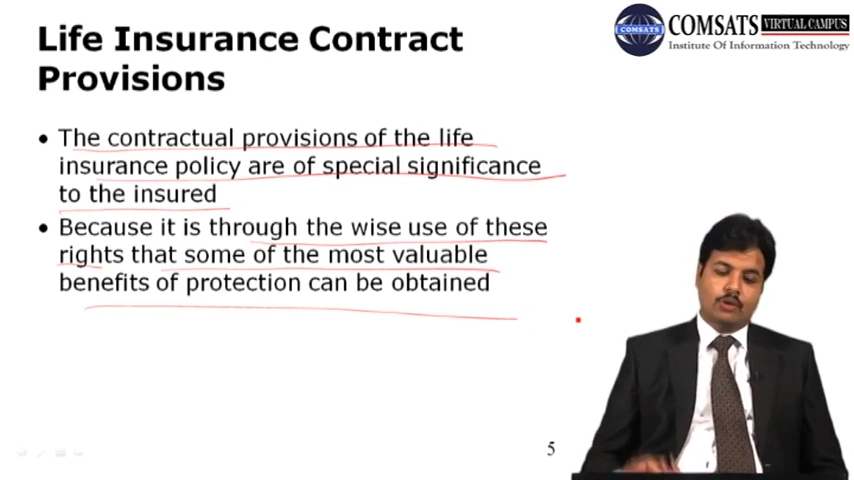 Life Insurance Contract
Provisions
COMSATS VIRTUAL CAMPUS
Institute Of Information Technology
COMSATS
• The contractual provisions of the life
insurance policy are of special significance
to the insured
• Because it is through the wise use of these
rights that some of the most valuable
benefits of protection can be obtained
5